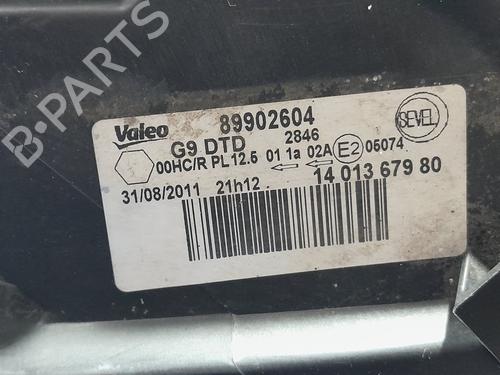 B-PARTS
Valeo 89902604
G9 DTD 2846
SEVEL
00HC/R PL 12.5 01 1a 02A E2 05074
31/08/2011 21h12 14 013 679 80